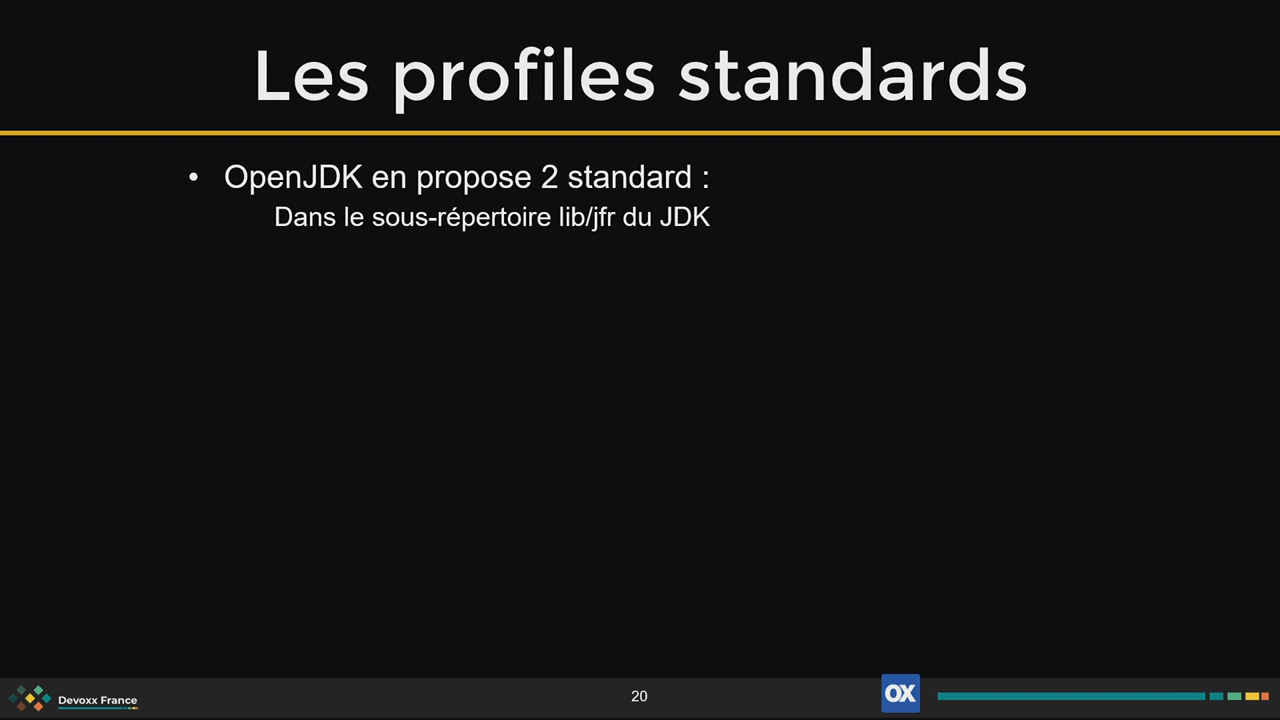 Les profiles standards
• OpenJDK en propose 2 standard :
Dans le sous-répertoire lib/jfr du JDK
Devoxx France
20
OX